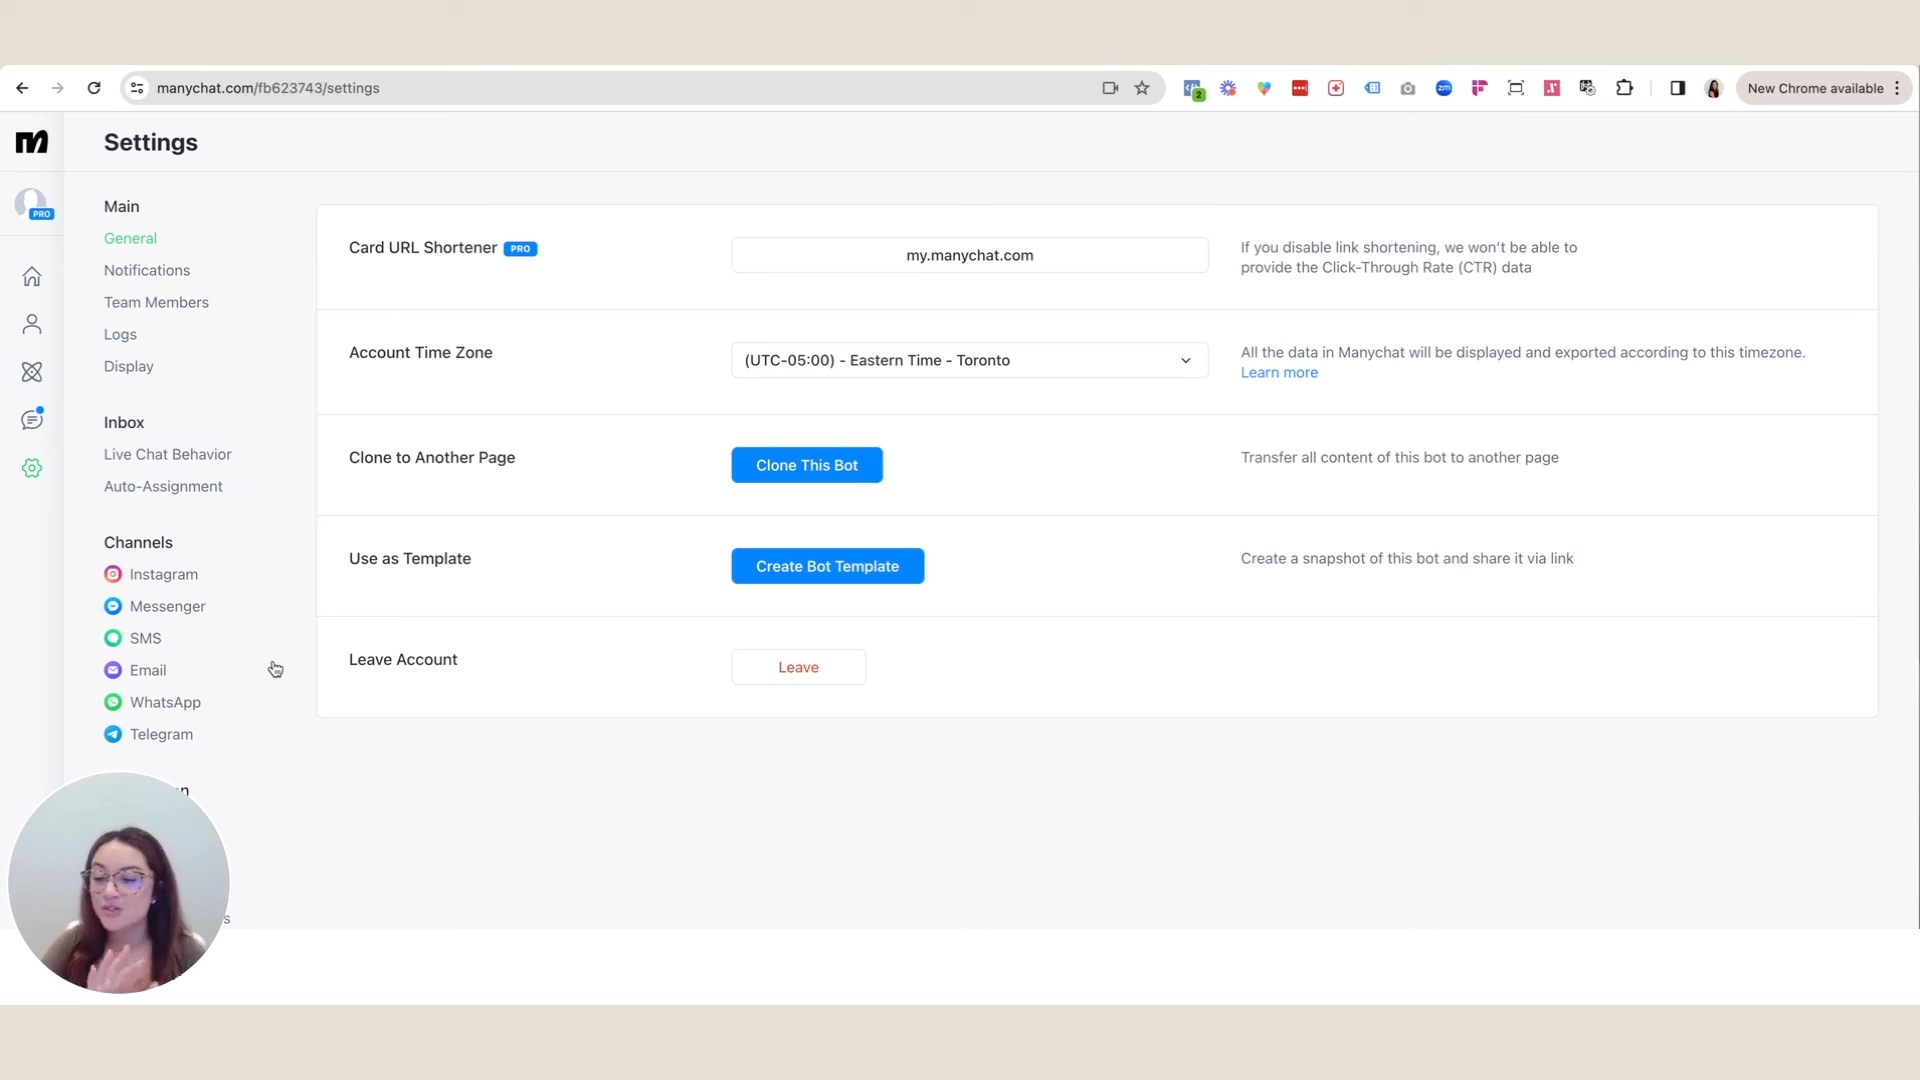 manychat.com/fb623743/settings
2
zm
New Chrome available
Settings
PRO
Main
General
Notifications
Team Members
Logs
Display
Inbox
Live Chat Behavior
Auto-Assignment
Channels
Instagram
Messenger
SMS
Email
WhatsApp
Telegram
Card URL Shortener PRO
my.manychat.com
If you disable link shortening, we won’t be able to
provide the Click-Through Rate (CTR) data
Account Time Zone
(UTC-05:00) - Eastern Time - Toronto
All the data in Manychat will be displayed and exported according to this timezone.
Learn more
Clone to Another Page
Clone This Bot
Transfer all content of this bot to another page
Use as Template
Create Bot Template
Create a snapshot of this bot and share it via link
Leave Account
Leave